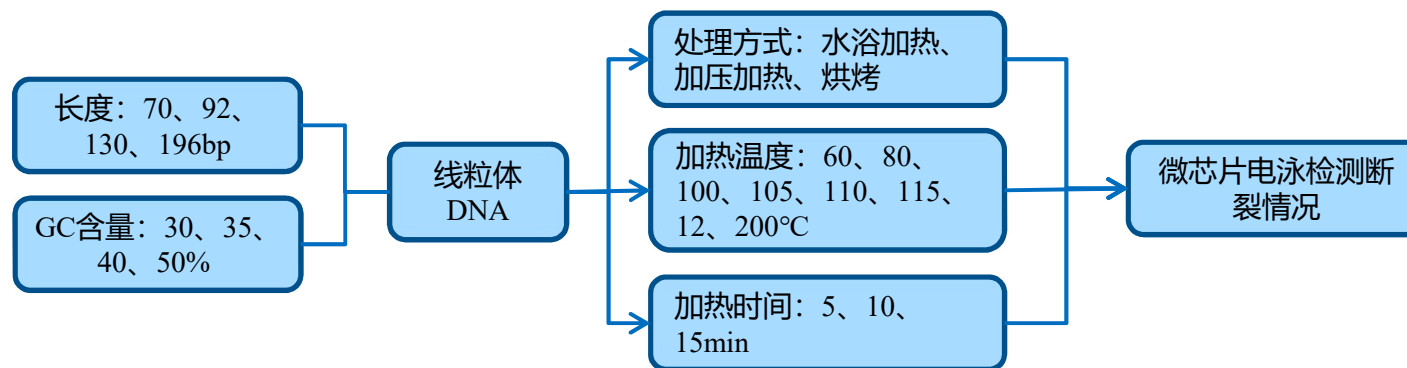 长度：70、92、
130、196bp
GC含量：30、35、
40、50%
线粒体
DNA
处理方式：水浴加热、
加压加热、烘烤
加热温度：60、80、
100、105、110、115、
12、200℃
加热时间：5、10、
15min
微芯片电泳检测断
裂情况